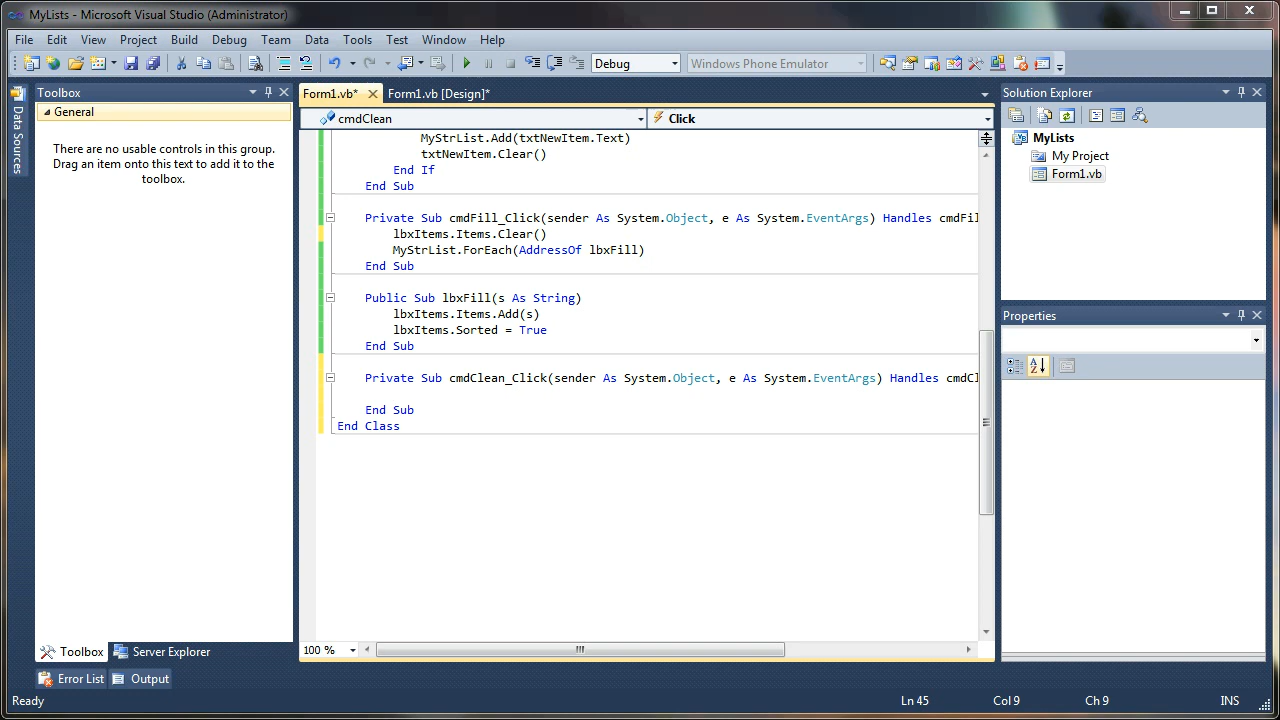 MyLists - Microsoft Visual Studio (Administrator)
File Edit View Project Build Debug Team Data Tools Test Window Help
Debug Windows Phone Emulator
Data Sources
Toolbox
General
There are no usable controls in this group.
Drag an item onto this text to add it to the
toolbox.
Toolbox Server Explorer
Form1.vb* Form1.vb [Design]*
cmdClean Click
MyStrList.Add(txtNewItem.Text)
txtNewItem.Clear()
End If
End Sub
Private Sub cmdFill_Click(sender As System.Object, e As System.EventArgs) Handles cmdFil
lbxItems.Items.Clear()
MyStrList.ForEach(AddressOf lbxFill)
End Sub
Public Sub lbxFill(s As String)
lbxItems.Items.Add(s)
lbxItems.Sorted = True
End Sub
Private Sub cmdClean_Click(sender As System.Object, e As System.EventArgs) Handles cmdCl
End Sub
End Class
100 %
Solution Explorer
MyLists
My Project
Form1.vb
Properties
Error List Output
Ready Ln 45 Col 9 Ch 9 INS